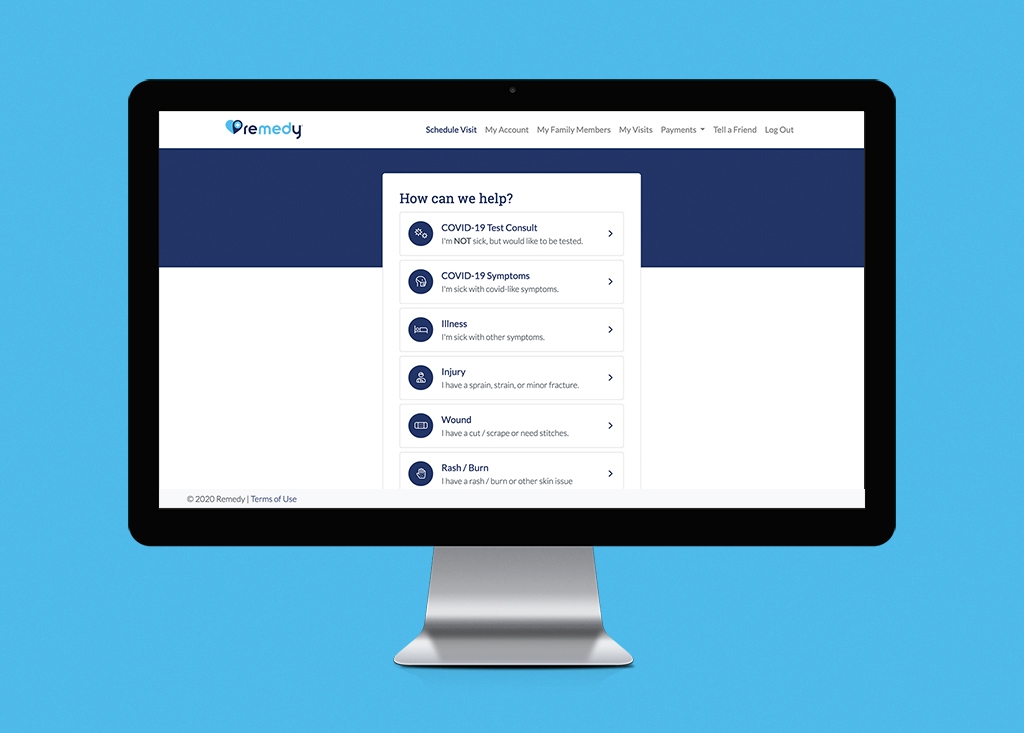 remedy
Schedule Visit My Account My Family Members My Visits Payments Tell a Friend Log Out
How can we help?
COVID-19 Test Consult
I'm NOT sick, but would like to be tested.
COVID-19 Symptoms
I'm sick with covid-like symptoms.
Illness
I'm sick with other symptoms.
Injury
I have a sprain, strain, or minor fracture.
Wound
I have a cut / scrape or need stitches.
Rash / Burn
I have a rash / burn or other skin issue
© 2020 Remedy | Terms of Use